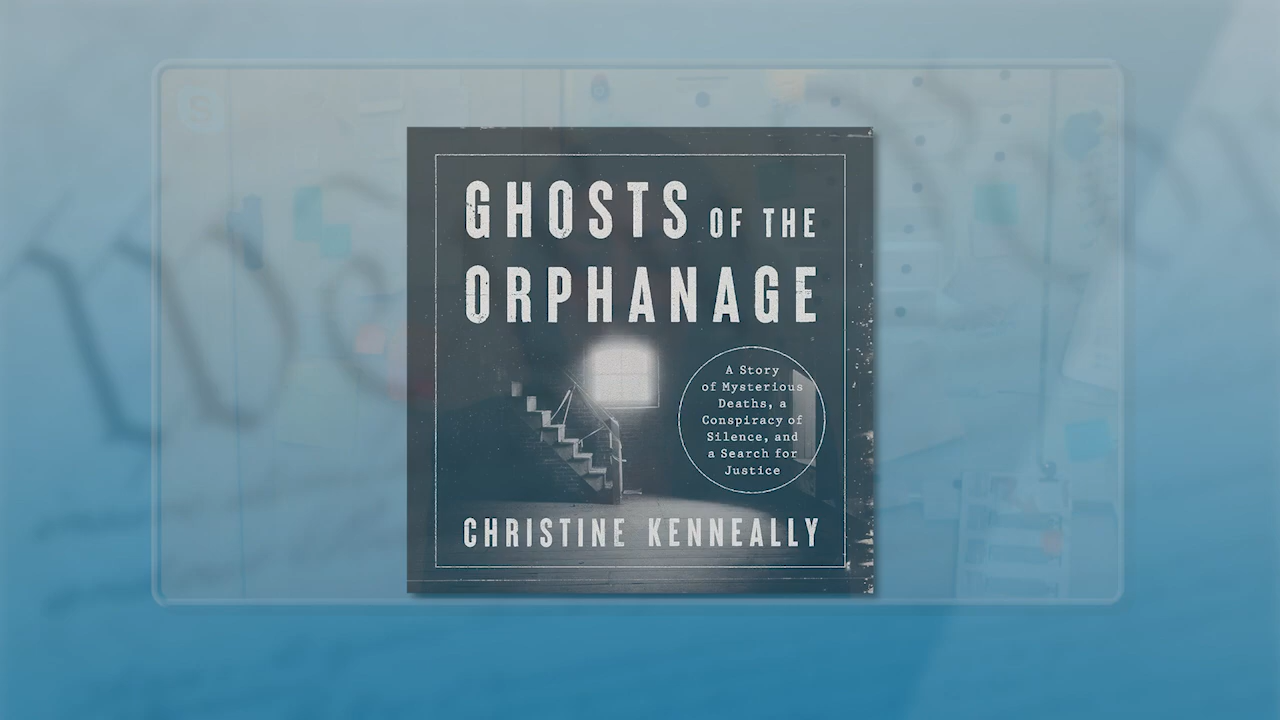 GHOSTS OF THE
ORPHANAGE
A Story
of Mysterious
Deaths, a
Conspiracy of
Silence, and
a Search for
Justice
CHRISTINE KENNEALLY